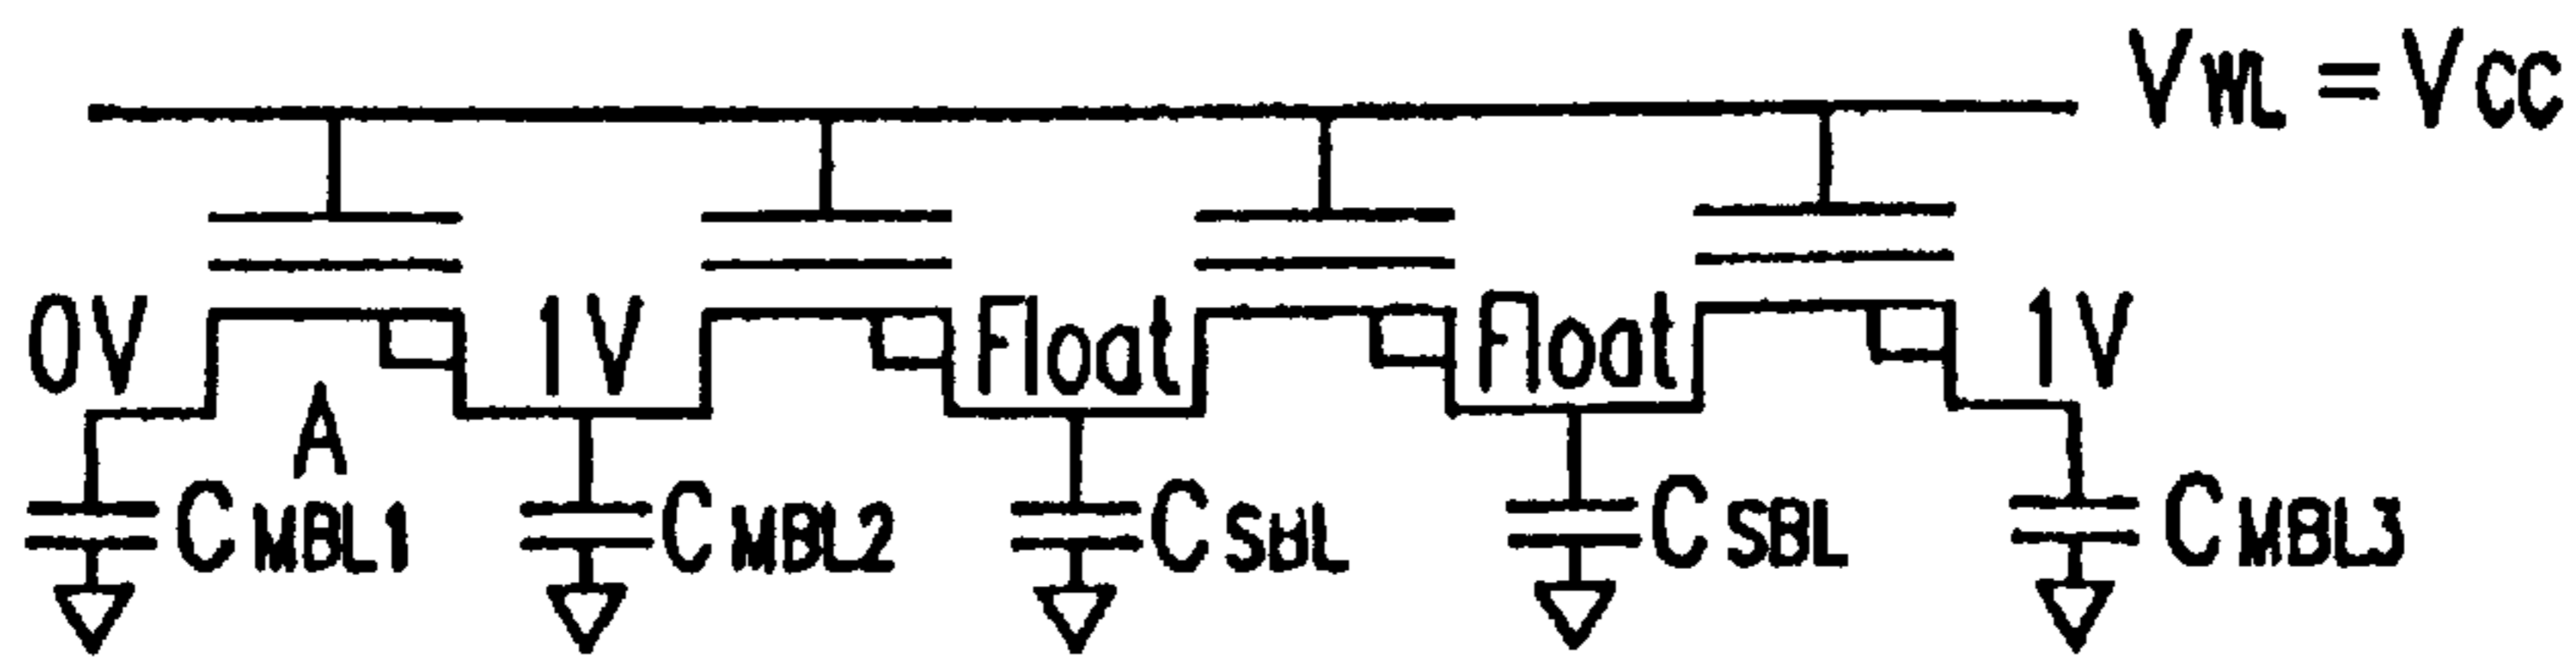 VWL = VCC
0V 1V Float Float 1V
A
CMBL1 CMBL2 CSBL CSBL CMBL3